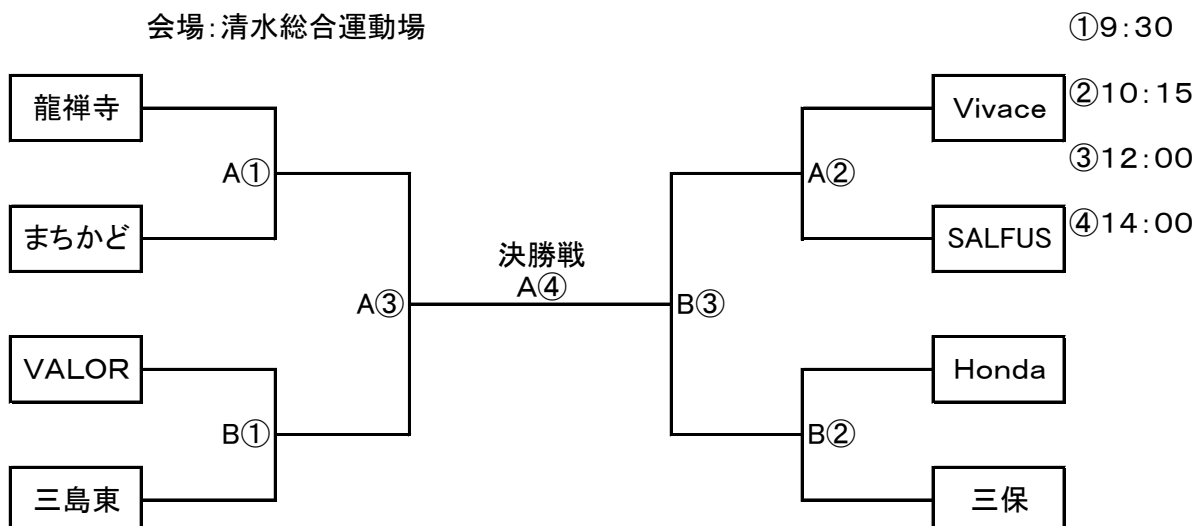 会場：清水総合運動場
①9：30
龍禅寺
Vivace
②10：15
A①
A②
③12：00
まちかど
SALFUS
④14：00
決勝戦
A④
A③
B③
VALOR
Honda
B①
B②
三島東
三保